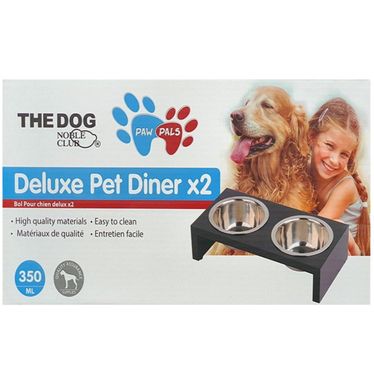 THE DOG
NOBLE
CLUB ®
PAW PALS
Deluxe Pet Diner x2
Bol Pour chien delux x2
• High quality materials • Easy to clean
• Matériaux de qualité • Entretien facile
350
ML